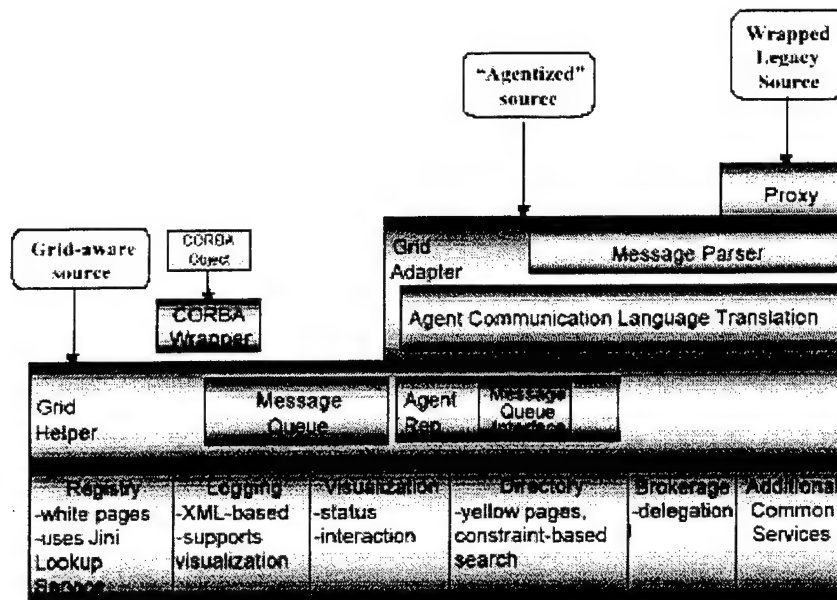 Wrapped
Legacy
Source
"Agentized"
source
Proxy
Grid-aware
source
CORBA
Object
Grid
Adapter
Message Parser
CORBA
Wrapper
Agent Communication Language Translation
Grid
Helper
Message
Queue
Agent
Rep
Message
Queue
Interface
Registry
-white pages
-uses Jini
Lookup
Service
Logging
-XML-based
-supports
visualization
Visualization
-status
-interaction
Directory
-yellow pages,
constraint-based
search
Brokerage
-delegation
Additional
Common
Services